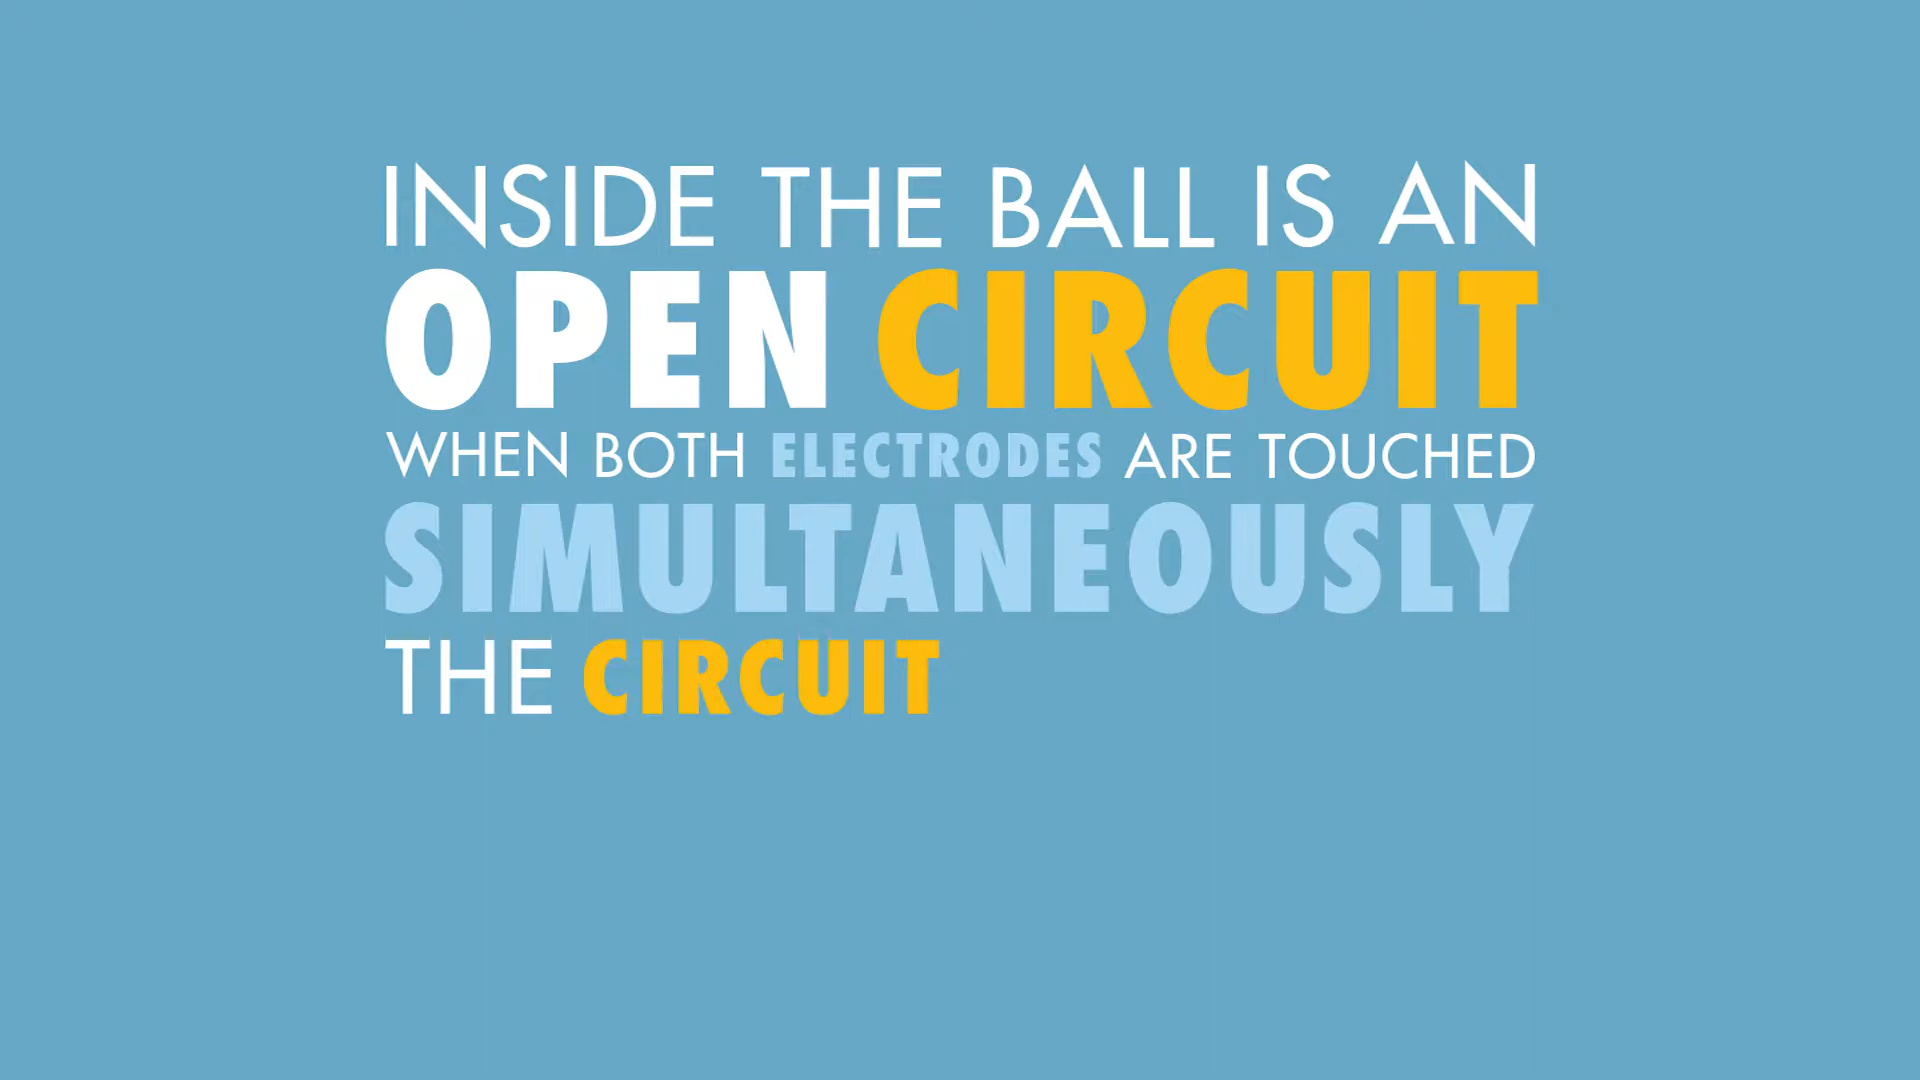 INSIDE THE BALL IS AN
OPEN CIRCUIT
WHEN BOTH ELECTRODES ARE TOUCHED
SIMULTANEOUSLY
THE CIRCUIT